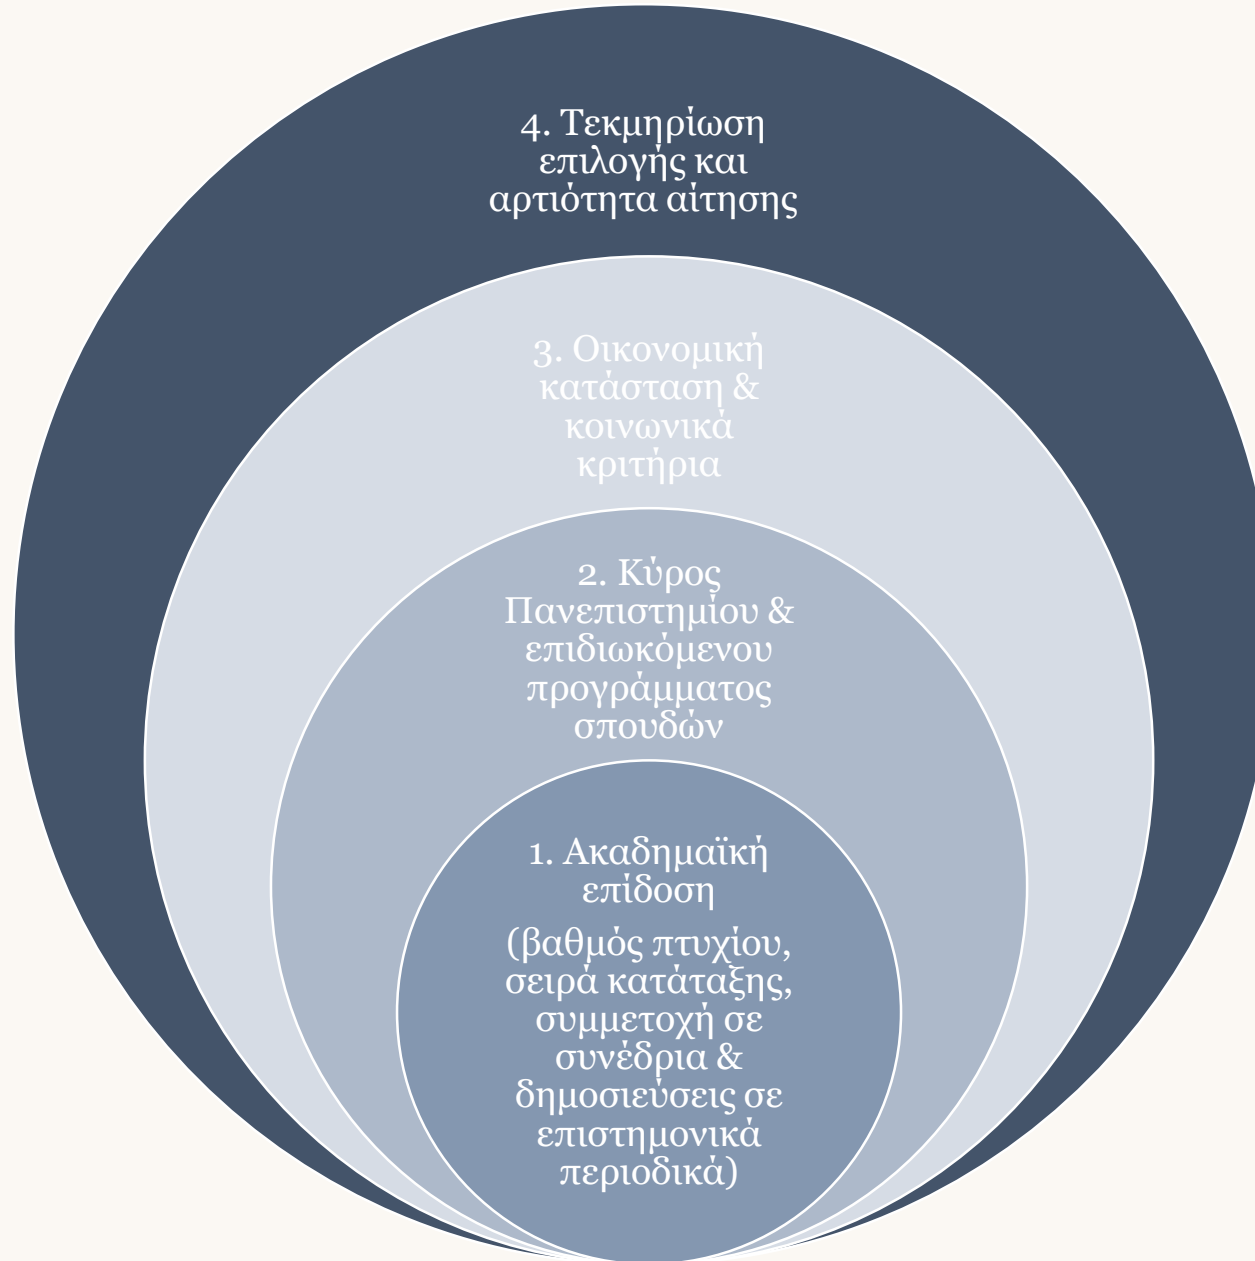 4. Τεκμηρίωση
επιλογής και
αρτιότητα αίτησης
3. Οικονομική
κατάσταση &
κοινωνικά
κριτήρια
2. Κύρος
Πανεπιστημίου &
επιδιωκόμενου
προγράμματος
σπουδών
1. Ακαδημαϊκή
επίδοση
(βαθμός πτυχίου,
σειρά κατάταξης,
συμμετοχή σε
συνέδρια &
δημοσιεύσεις σε
επιστημονικά
περιοδικά)